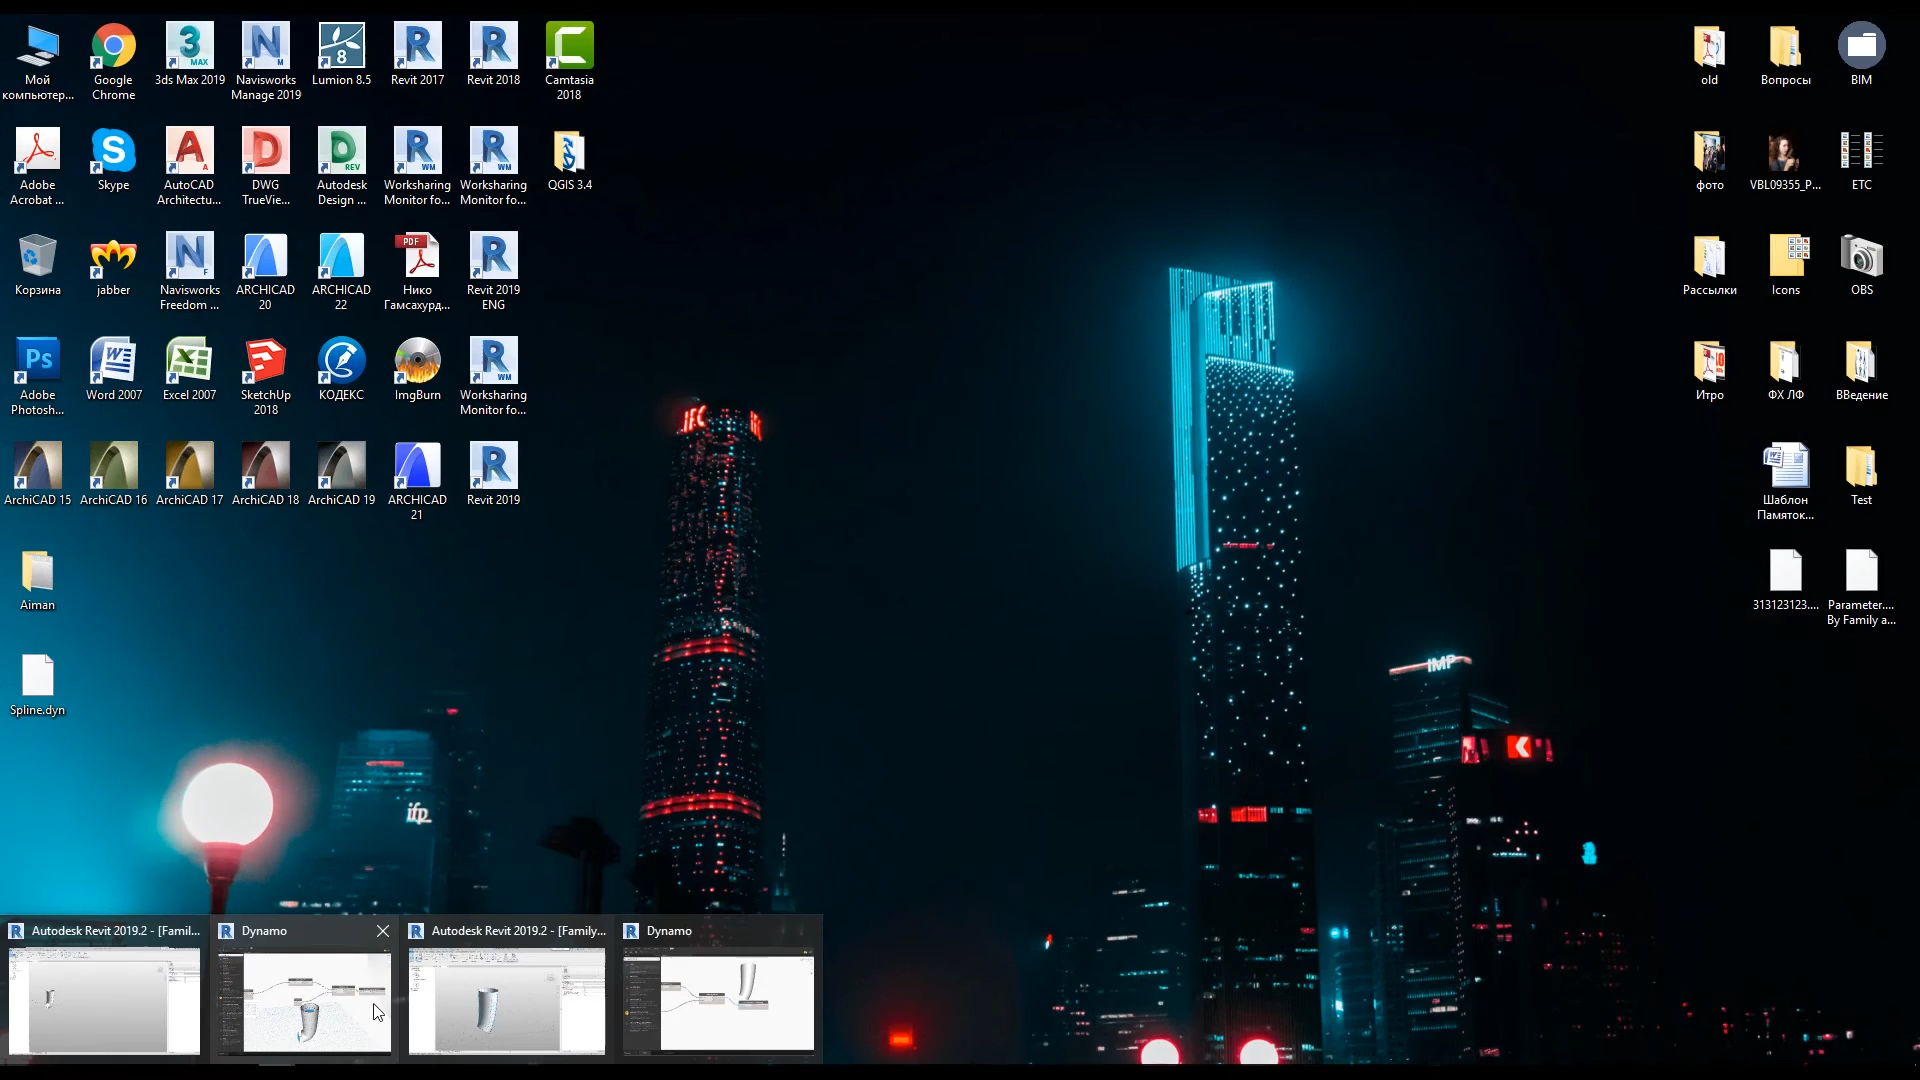 Мой
компьютер...
Google
Chrome
3ds Max 2019
Navisworks
Manage 2019
Lumion 8.5
Revit 2017
Revit 2018
Camtasia
2018
old
Вопросы
BIM
Adobe
Acrobat ...
Skype
AutoCAD
Architectu...
DWG
TrueVie...
Autodesk
Design ...
Worksharing
Monitor fo...
Worksharing
Monitor fo...
QGIS 3.4
фото
VBL09355_P...
ETC
Корзина
jabber
Navisworks
Freedom ...
ARCHICAD
20
ARCHICAD
22
Нико
Гамсахурд...
Revit 2019
ENG
Рассылки
Icons
OBS
Adobe
Photosh...
Word 2007
Excel 2007
SketchUp
2018
КОДЕКС
ImgBurn
Worksharing
Monitor fo...
Итро
ФХ ЛФ
ВВедение
ArchiCAD 15
ArchiCAD 16
ArchiCAD 17
ArchiCAD 18
ArchiCAD 19
ARCHICAD
21
Revit 2019
Шаблон
Памяток...
Test
Aiman
313123123....
Parameter....
By Family a...
Spline.dyn
IMP
ifp
Autodesk Revit 2019.2 - [Famil...
Dynamo
Autodesk Revit 2019.2 - [Family...
Dynamo